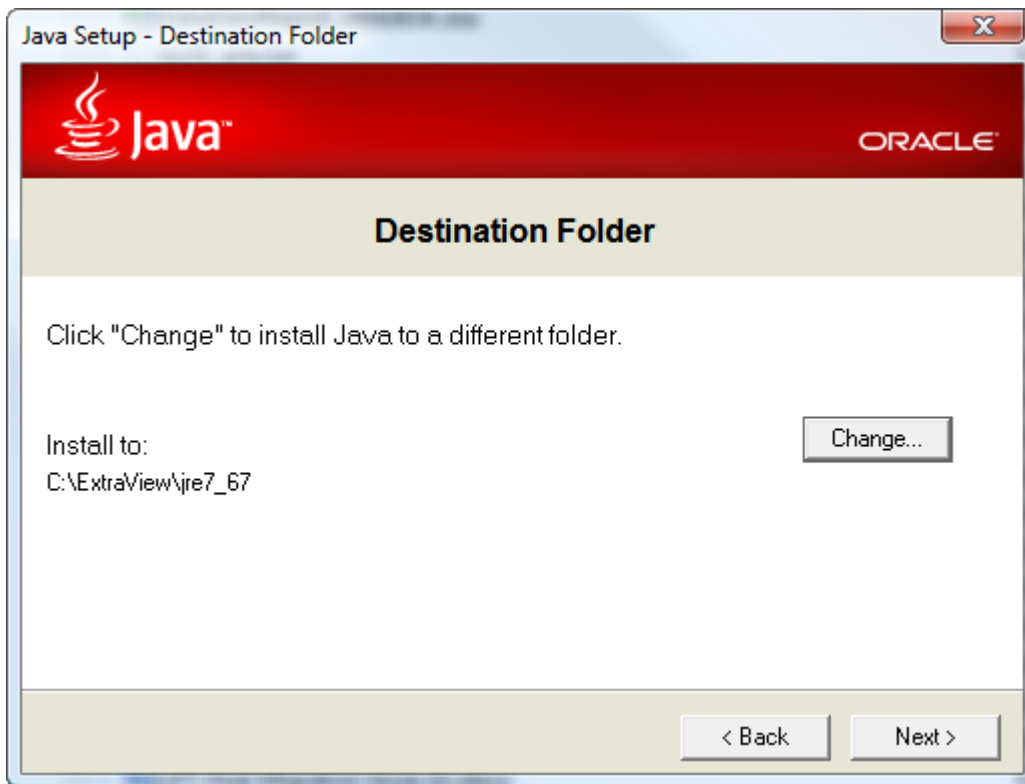 Java Setup - Destination Folder
Java™
ORACLE
Destination Folder
Click "Change" to install Java to a different folder.
Install to:
Change...
C:\ExtraView\jre7_67
< Back
Next >